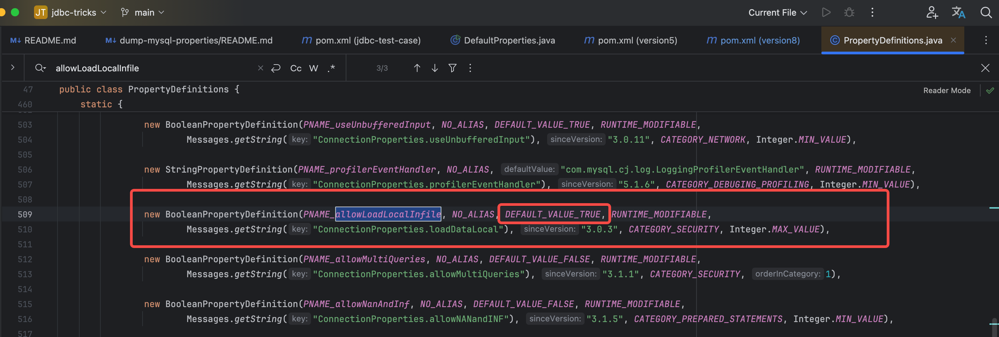 JT jdbc-tricks main Current File
README.md dump-mysql-properties/README.md pom.xml (jdbc-test-case) DefaultProperties.java pom.xml (version5) pom.xml (version8) PropertyDefinitions.java
allowLoadLocalInfile Cc W .* 3/3
47 public class PropertyDefinitions { Reader Mode
460 static {
503 new BooleanPropertyDefinition(PNAME_useUnbufferedInput, NO_ALIAS, DEFAULT_VALUE_TRUE, RUNTIME_MODIFIABLE,
504 Messages.getString( key: "ConnectionProperties.useUnbufferedInput"), sinceVersion: "3.0.11", CATEGORY_NETWORK, Integer.MIN_VALUE),
505
506 new StringPropertyDefinition(PNAME_profilerEventHandler, NO_ALIAS, defaultValue: "com.mysql.cj.log.LoggingProfilerEventHandler", RUNTIME_MODIFIABLE,
507 Messages.getString( key: "ConnectionProperties.profilerEventHandler"), sinceVersion: "5.1.6", CATEGORY_DEBUGING_PROFILING, Integer.MIN_VALUE),
508
509 new BooleanPropertyDefinition(PNAME_allowLoadLocalInfile, NO_ALIAS, DEFAULT_VALUE_TRUE, RUNTIME_MODIFIABLE,
510 Messages.getString( key: "ConnectionProperties.loadDataLocal"), sinceVersion: "3.0.3", CATEGORY_SECURITY, Integer.MAX_VALUE),
511
512 new BooleanPropertyDefinition(PNAME_allowMultiQueries, NO_ALIAS, DEFAULT_VALUE_FALSE, RUNTIME_MODIFIABLE,
513 Messages.getString( key: "ConnectionProperties.allowMultiQueries"), sinceVersion: "3.1.1", CATEGORY_SECURITY, orderInCategory: 1),
514
515 new BooleanPropertyDefinition(PNAME_allowNanAndInf, NO_ALIAS, DEFAULT_VALUE_FALSE, RUNTIME_MODIFIABLE,
516 Messages.getString( key: "ConnectionProperties.allowNANandINF"), sinceVersion: "3.1.5", CATEGORY_PREPARED_STATEMENTS, Integer.MIN_VALUE),
517